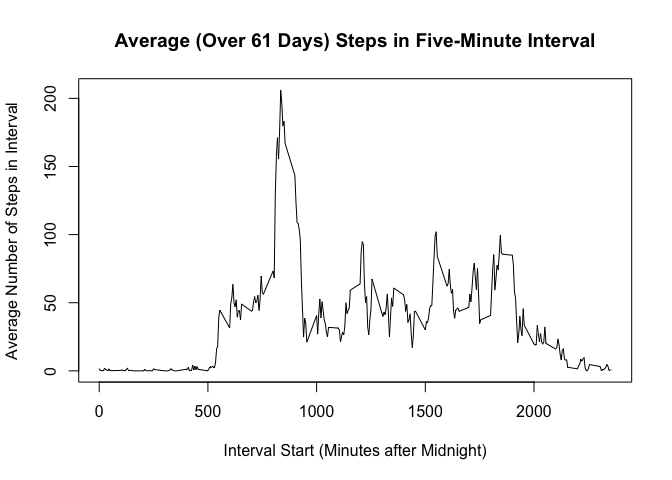 Average (Over 61 Days) Steps in Five-Minute Interval
Average Number of Steps in Interval
200
150
100
50
0
0 500 1000 1500 2000
Interval Start (Minutes after Midnight)